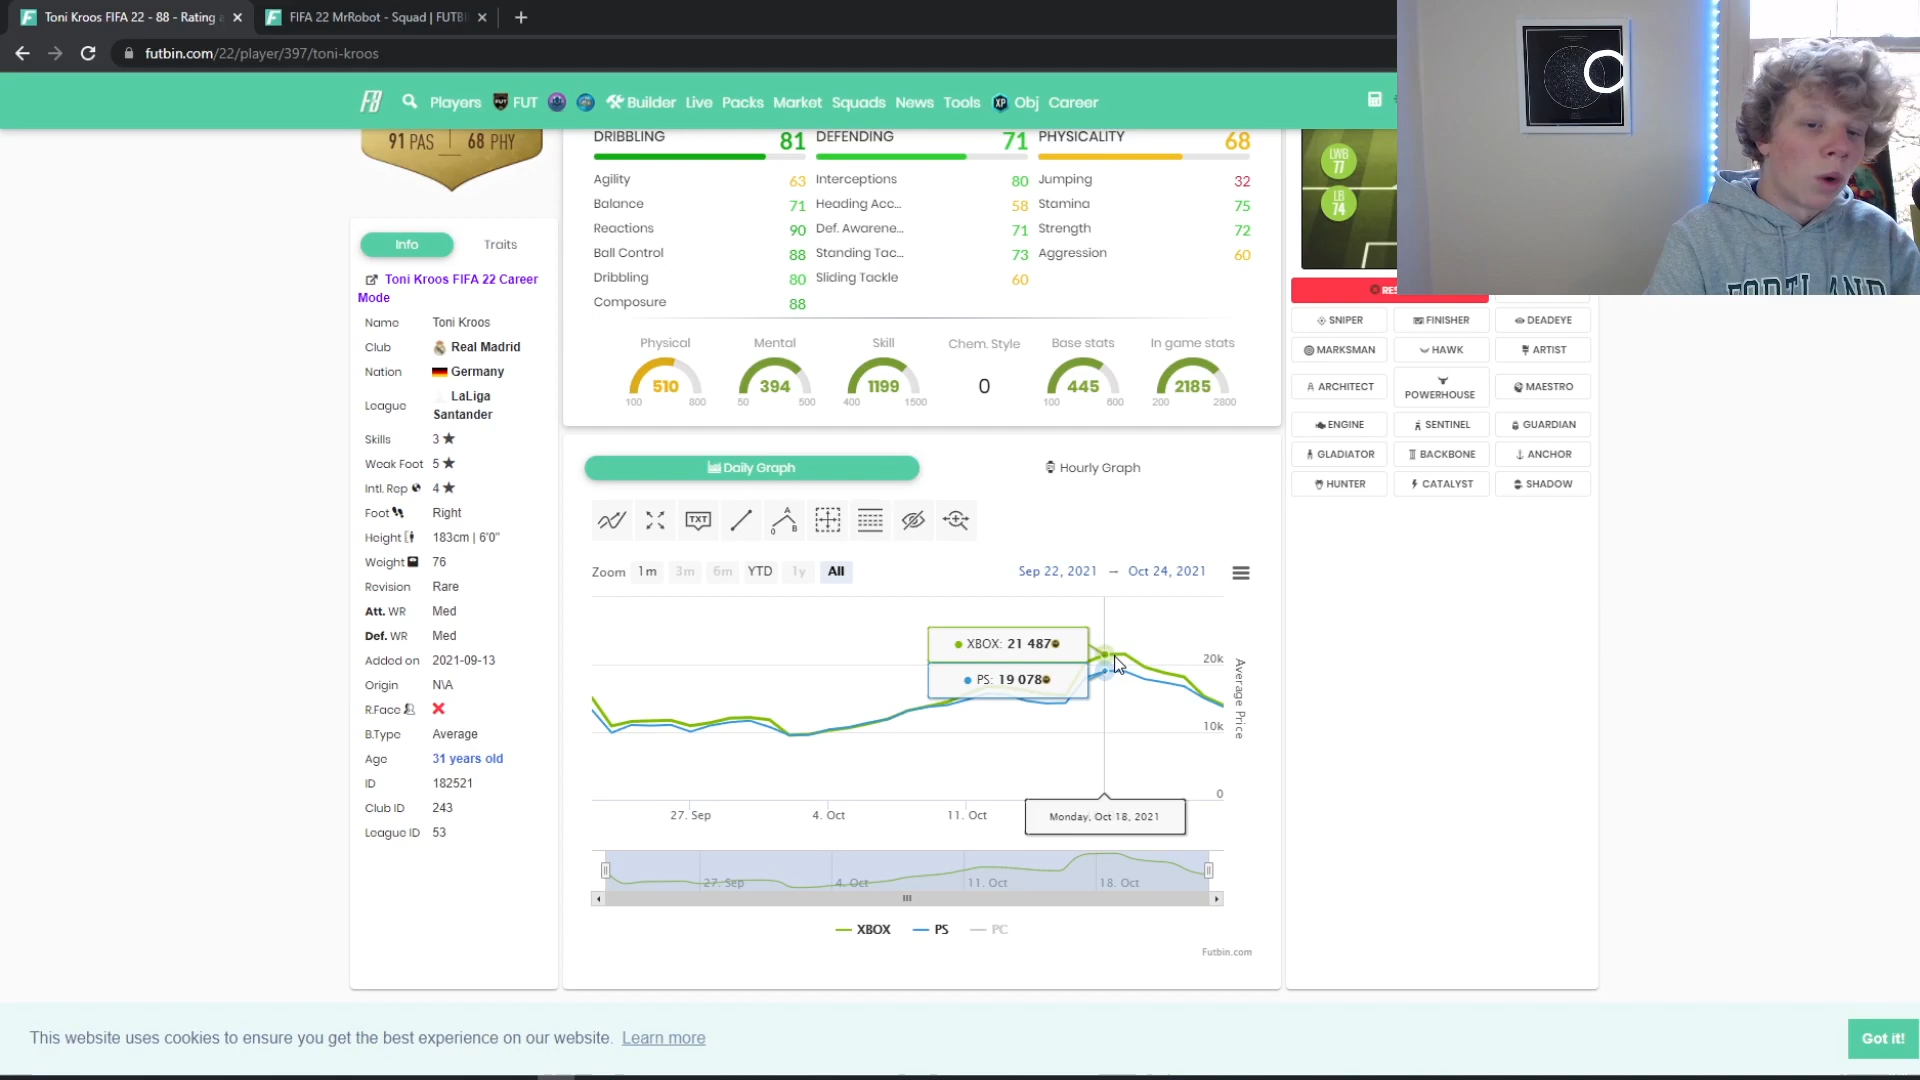 Toni Kroos FIFA 22 - 88 - Rating
FIFA 22 MrRobot - Squad | FUTB
futbin.com/22/player/397/toni-kroos
Players FUT Builder Live Packs Market Squads News Tools XP Obj Career
91 PAS 68 PHY
DRIBBLING 81 DEFENDING 71 PHYSICALITY 68
Agility 63 Interceptions 80 Jumping 32
Balance 71 Heading Acc... 58 Stamina 75
Reactions 90 Def. Awarene... 71 Strength 72
Ball Control 88 Standing Tac... 73 Aggression 60
Dribbling 80 Sliding Tackle 60
Composure 88
Physical Mental Skill Chem. Style Base stats In game stats
510 394 1199 0 445 2185
100 800 50 500 400 1500 100 600 200 2800
Info Traits
Toni Kroos FIFA 22 Career
Mode
Name Toni Kroos
Club Real Madrid
Nation Germany
League LaLiga
Santander
Skills 3
Weak Foot 5
Intl. Rep 4
Foot Right
Height 183cm | 6'0"
Weight 76
Revision Rare
Att. WR Med
Def. WR Med
Added on 2021-09-13
Origin N\A
R.Face
B.Type Average
Age 31 years old
ID 182521
Club ID 243
League ID 53
Daily Graph Hourly Graph
TXT
A
0 B
Zoom 1m 3m 6m YTD 1y All Sep 22, 2021 → Oct 24, 2021
XBOX: 21 487
PS: 19 078
20k
10k
0
Average Price
27. Sep 4. Oct 11. Oct
Monday, Oct 18, 2021
27. Sep 4. Oct 11. Oct 18. Oct
XBOX PS PC
Futbin.com
LWB
77
LB
74
SNIPER FINISHER DEADEYE
MARKSMAN HAWK ARTIST
ARCHITECT POWERHOUSE MAESTRO
ENGINE SENTINEL GUARDIAN
GLADIATOR BACKBONE ANCHOR
HUNTER CATALYST SHADOW
This website uses cookies to ensure you get the best experience on our website. Learn more
Got it!